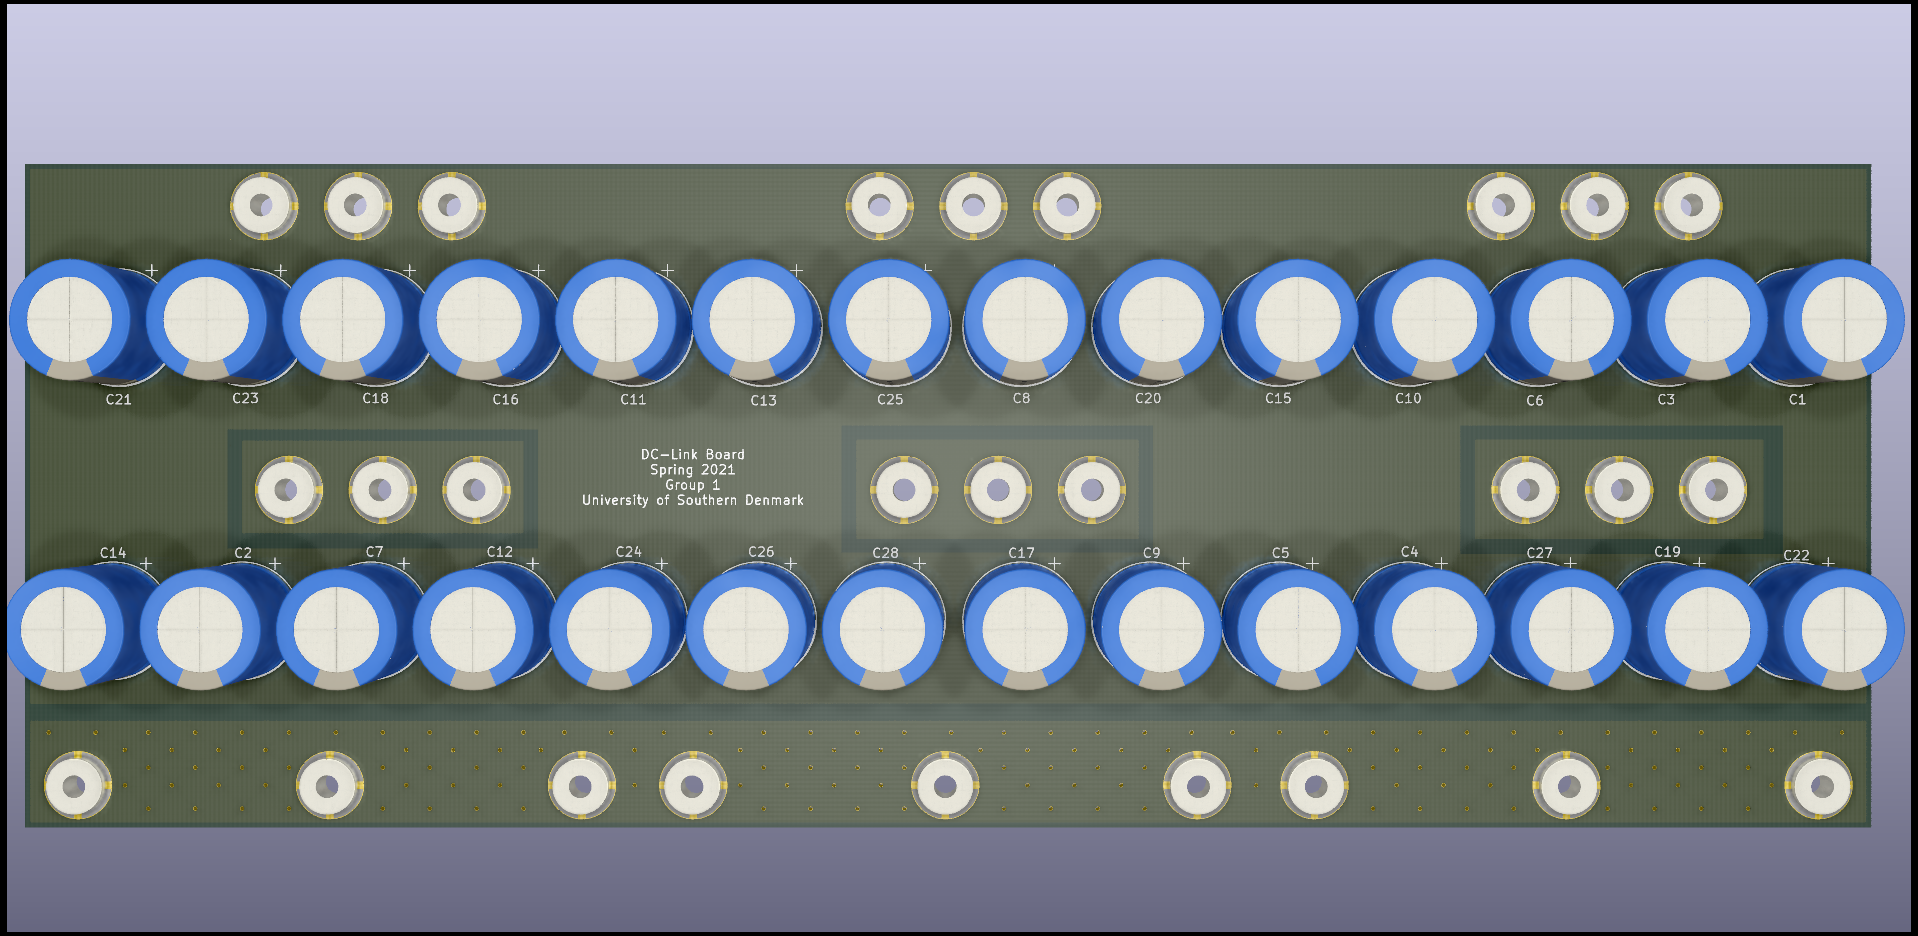 C21 C23 C18 C16 C11 C13 C25 C8 C20 C15 C10 C6 C3 C1
DC-Link Board
Spring 2021
Group 1
University of Southern Denmark
C14 C2 C7 C12 C24 C26 C28 C17 C9 C5 C4 C27 C19 C22